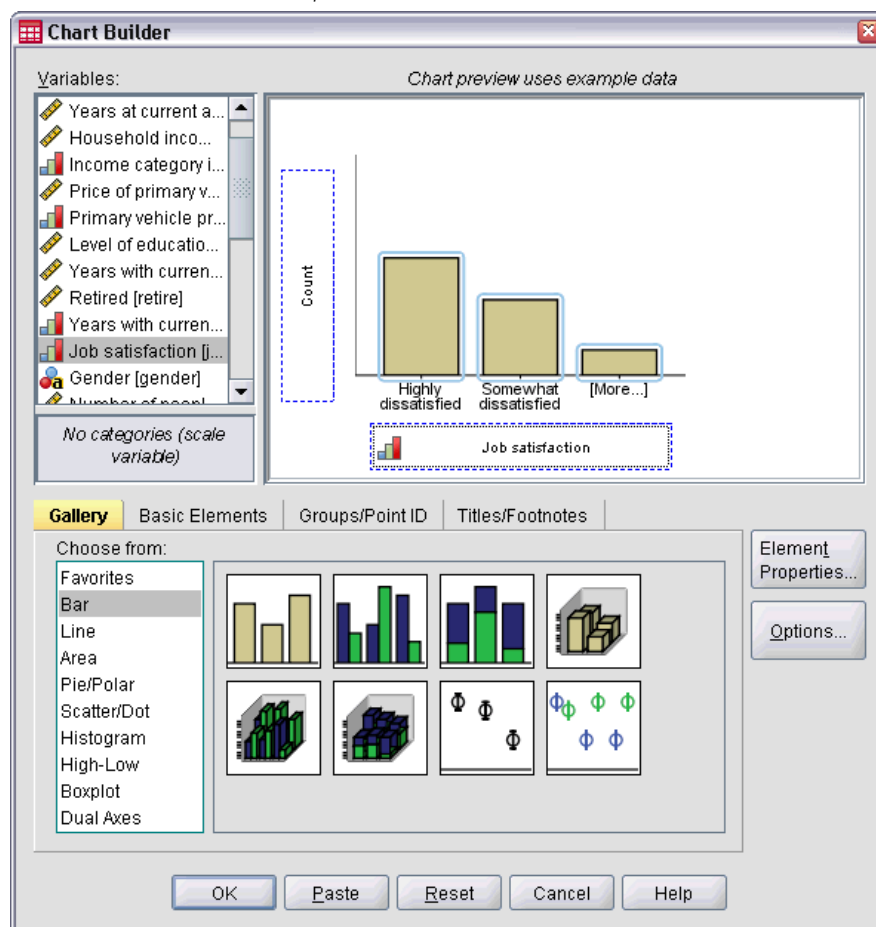 Chart Builder
Variables:
Chart preview uses example data
Years at current a...
Household inco...
Income category i...
Price of primary v...
Primary vehicle pr...
Level of educatio...
Years with curren...
Retired [retire]
Years with curren...
Job satisfaction [j...
Gender [gender]
No categories (scale
variable)
Count
Highly
dissatisfied
Somewhat
dissatisfied
[More...]
Job satisfaction
Gallery
Basic Elements
Groups/Point ID
Titles/Footnotes
Choose from:
Favorites
Bar
Line
Area
Pie/Polar
Scatter/Dot
Histogram
High-Low
Boxplot
Dual Axes
Element
Properties...
Options...
OK
Paste
Reset
Cancel
Help